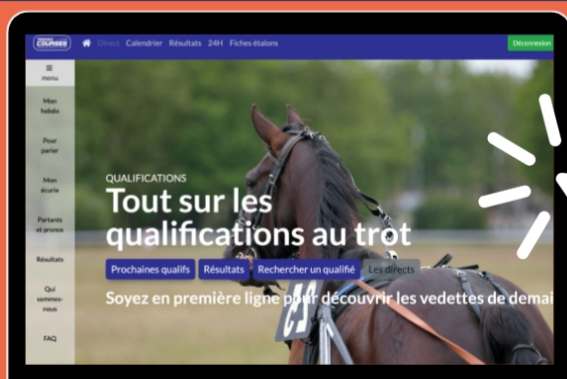 COURSES
Direct Calendrier Résultats 24H Fiches étalons
Déconnexion
menu
Mon
hebdo
Pour
parier
Mon
écurie
Partants
et pronos
Résultats
Qui
sommes-
nous
FAQ
QUALIFICATIONS
Tout sur les
qualifications au trot
Prochaines qualifs Résultats Rechercher un qualifié Les directs
Soyez en première ligne pour découvrir les vedettes de demai